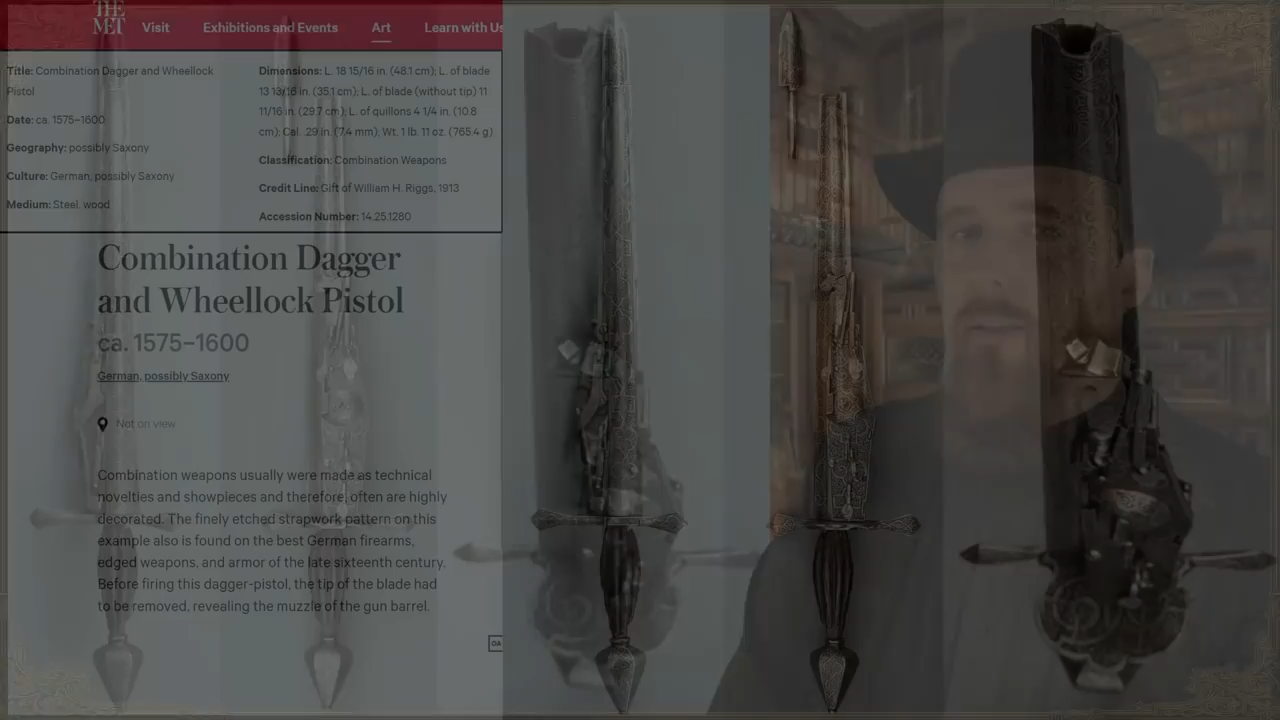 THE
MET
Visit
Exhibitions and Events
Art
Learn with Us
Title: Combination Dagger and Wheellock
Pistol
Date: ca. 1575–1600
Geography: possibly Saxony
Culture: German, possibly Saxony
Medium: Steel, wood
Dimensions: L. 18 15/16 in. (48.1 cm); L. of blade
13 13/16 in. (35.1 cm); L. of blade (without tip) 11
11/16 in. (29.7 cm); L. of quillons 4 1/4 in. (10.8
cm); Cal. .29 in. (7.4 mm); Wt. 1 lb. 11 oz. (765.4 g)
Classification: Combination Weapons
Credit Line: Gift of William H. Riggs, 1913
Accession Number: 14.25.1280
Combination Dagger
and Wheellock Pistol
ca. 1575–1600
German, possibly Saxony
Not on view
Combination weapons usually were made as technical
novelties and showpieces and therefore, often are highly
decorated. The finely etched strapwork pattern on this
example also is found on the best German firearms,
edged weapons, and armor of the late sixteenth century.
Before firing this dagger-pistol, the tip of the blade had
to be removed, revealing the muzzle of the gun barrel.
OA